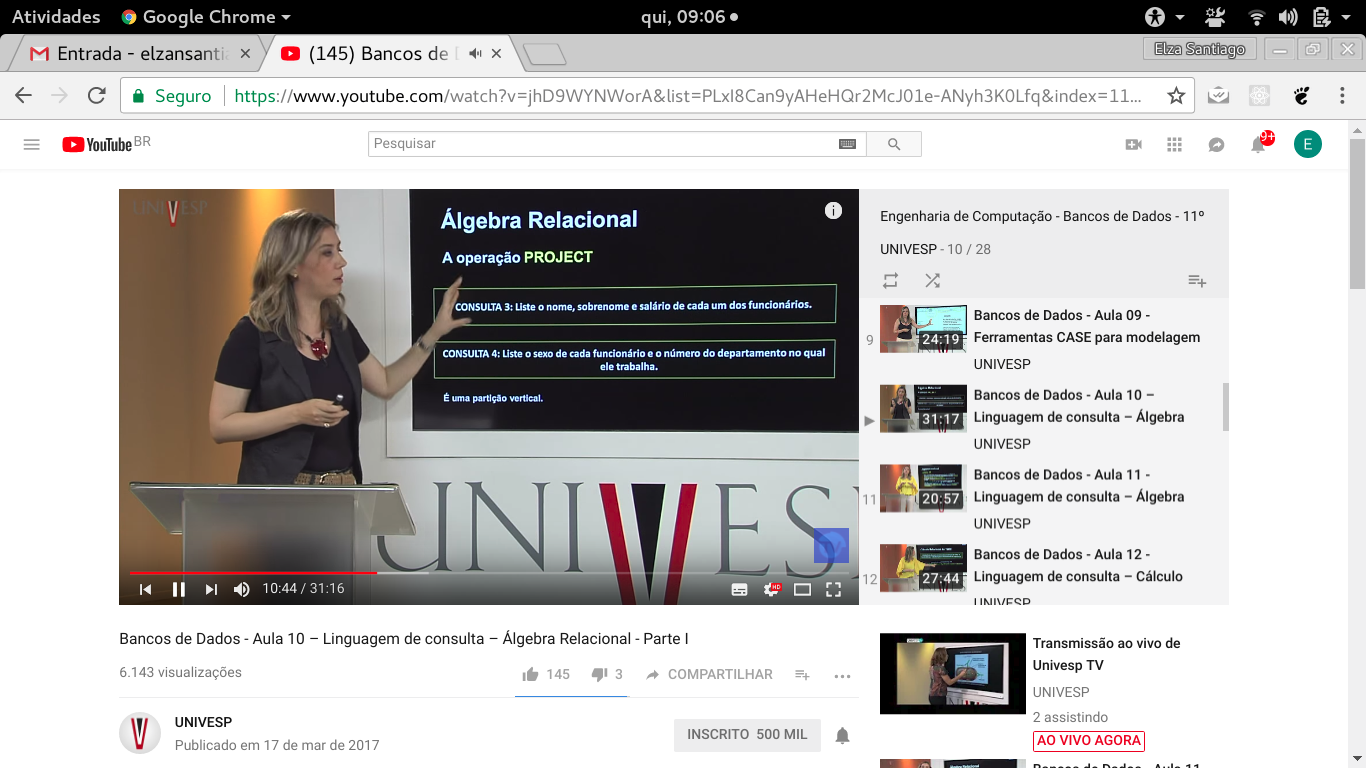 Atividades
Google Chrome
qui, 09:06
Entrada - elzansanti
(145) Bancos de
Elza Santiago
Seguro
https://www.youtube.com/watch?v=jhD9WYNWorA&list=PLxI8Can9yAHeHQr2McJ01e-ANyh3K0Lfq&index=11...
YouTube BR
Pesquisar
9+
E
UNIVESP
Álgebra Relacional
A operação PROJECT
CONSULTA 3: Liste o nome, sobrenome e salário de cada um dos funcionários.
CONSULTA 4: Liste o sexo de cada funcionário e o número do departamento no qual
ele trabalha.
É uma partição vertical.
UNIVES
10:44 / 31:16
HD
Engenharia de Computação - Bancos de Dados - 11º
UNIVESP - 10 / 28
9
24:19
Bancos de Dados - Aula 09 -
Ferramentas CASE para modelagem
UNIVESP
31:17
Bancos de Dados - Aula 10 –
Linguagem de consulta – Álgebra
UNIVESP
11
20:57
Bancos de Dados - Aula 11 -
Linguagem de consulta – Álgebra
UNIVESP
12
27:44
Bancos de Dados - Aula 12 -
Linguagem de consulta – Cálculo
UNIVESP
Bancos de Dados - Aula 10 – Linguagem de consulta – Álgebra Relacional - Parte I
6.143 visualizações
145
3
COMPARTILHAR
UNIVESP
Publicado em 17 de mar de 2017
INSCRITO 500 MIL
Transmissão ao vivo de
Univesp TV
UNIVESP
2 assistindo
AO VIVO AGORA
Bancos de Dados - Aula 11